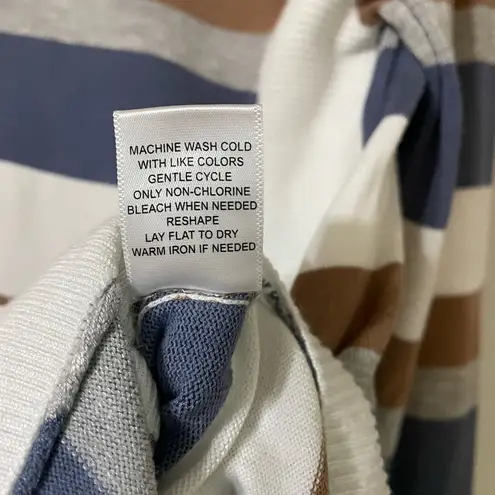 MACHINE WASH COLD
WITH LIKE COLORS
GENTLE CYCLE
ONLY NON-CHLORINE
BLEACH WHEN NEEDED
RESHAPE
LAY FLAT TO DRY
WARM IRON IF NEEDED